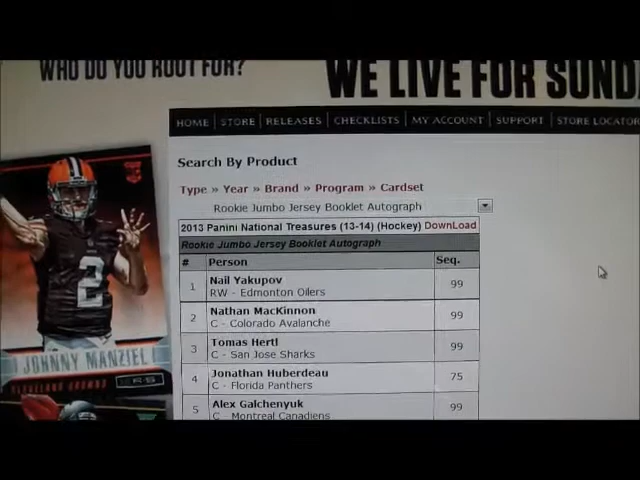 WHO DO YOU ROOT FOR?
WE LIVE FOR SUND
HOME | STORE | RELEASES | CHECKLISTS | MY ACCOUNT | SUPPORT | STORE LOCATOR
Search By Product
Type » Year » Brand » Program » Cardset
Rookie Jumbo Jersey Booklet Autograph
2013 Panini National Treasures (13-14) (Hockey) DownLoad
Rookie Jumbo Jersey Booklet Autograph
# Person Seq.
1 Nail Yakupov 99
RW - Edmonton Oilers
2 Nathan MacKinnon 99
C - Colorado Avalanche
3 Tomas Hertl 99
C - San Jose Sharks
4 Jonathan Huberdeau 75
C - Florida Panthers
5 Alex Galchenyuk 99
C - Montreal Canadiens
2
JOHNNY MANZIEL
CLEVELAND BROWNS
R&S